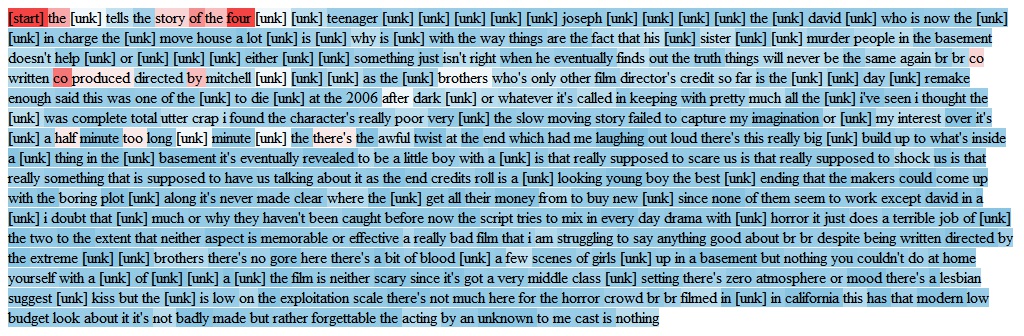 [start] the [unk] tells the story of the four [unk] [unk] teenager [unk] [unk] [unk] [unk] [unk] joseph [unk] [unk] [unk] [unk] the [unk] david [unk] who is now the [unk]
[unk] in charge the [unk] move house a lot [unk] is [unk] why is [unk] with the way things are the fact that his [unk] sister [unk] [unk] murder people in the basement
doesn't help [unk] or [unk] [unk] [unk] either [unk] [unk] something just isn't right when he eventually finds out the truth things will never be the same again br br co
written co produced directed by mitchell [unk] [unk] [unk] as the [unk] brothers who's only other film director's credit so far is the [unk] [unk] day [unk] remake
enough said this was one of the [unk] to die [unk] at the 2006 after dark [unk] or whatever it's called in keeping with pretty much all the [unk] i've seen i thought the
[unk] was complete total utter crap i found the character's really poor very [unk] the slow moving story failed to capture my imagination or [unk] my interest over it's
[unk] a half minute too long [unk] minute [unk] the there's the awful twist at the end which had me laughing out loud there's this really big [unk] build up to what's inside
a [unk] thing in the [unk] basement it's eventually revealed to be a little boy with a [unk] is that really supposed to scare us is that really supposed to shock us is that
really something that is supposed to have us talking about it as the end credits roll is a [unk] looking young boy the best [unk] ending that the makers could come up
with the boring plot [unk] along it's never made clear where the [unk] get all their money from to buy new [unk] since none of them seem to work except david in a
[unk] i doubt that [unk] much or why they haven't been caught before now the script tries to mix in every day drama with [unk] horror it just does a terrible job of [unk]
the two to the extent that neither aspect is memorable or effective a really bad film that i am struggling to say anything good about br br despite being written directed by
the extreme [unk] brothers there's no gore here there's a bit of blood [unk] a few scenes of girls [unk] up in a basement but nothing you couldn't do at home
yourself with a [unk] of [unk] [unk] a [unk] the film is neither scary since it's got a very middle class [unk] setting there's zero atmosphere or mood there's a lesbian
suggest [unk] kiss but the [unk] is low on the exploitation scale there's not much here for the horror crowd br br filmed in [unk] in california this has that modern low
budget look about it it's not badly made but rather forgettable the acting by an unknown to me cast is nothing